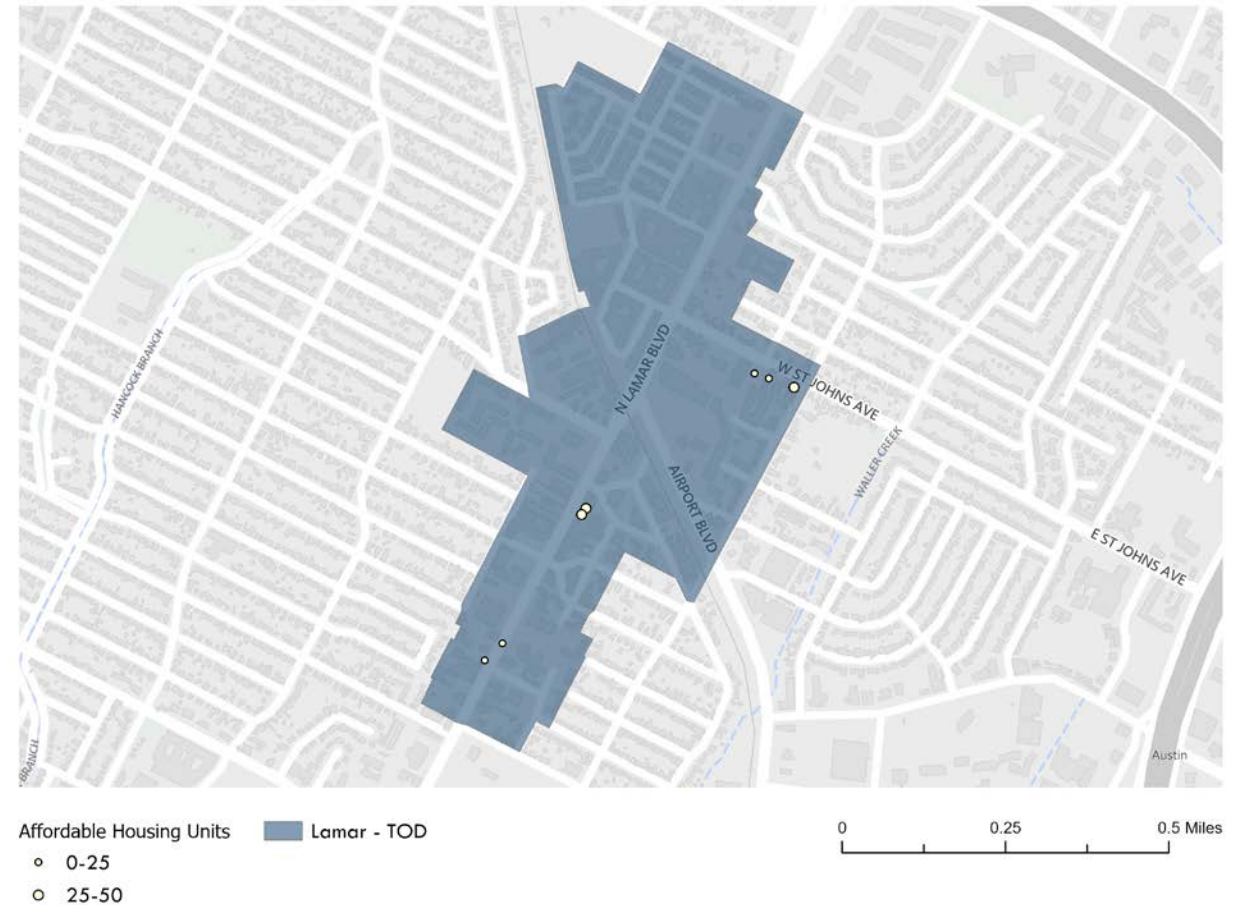 HANCOCK BRANCH
N LAMAR BLVD
W ST JOHNS AVE
AIRPORT BLVD
WALLER CREEK
E ST JOHNS AVE
BRANCH
Austin
Affordable Housing Units
Lamar - TOD
0 0.25 0.5 Miles
0-25
25-50